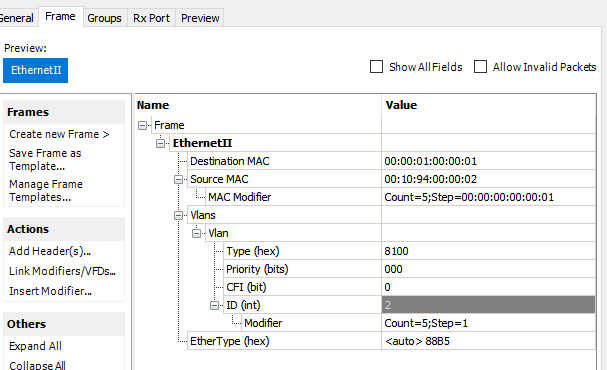 General Frame Groups Rx Port Preview
Preview:
EthernetII
Show All Fields Allow Invalid Packets
Frames
Create new Frame >
Save Frame as
Template...
Manage Frame
Templates...
Actions
Add Header(s)...
Link Modifiers/VFDs...
Insert Modifier...
Others
Expand All
Collapse All
Name Value
Frame
EthernetII
Destination MAC 00:00:01:00:00:01
Source MAC 00:10:94:00:00:02
MAC Modifier Count=5;Step=00:00:00:00:00:01
Vlans
Vlan
Type (hex) 8100
Priority (bits) 000
CFI (bit) 0
ID (int) 2
Modifier Count=5;Step=1
EtherType (hex) <auto> 88B5